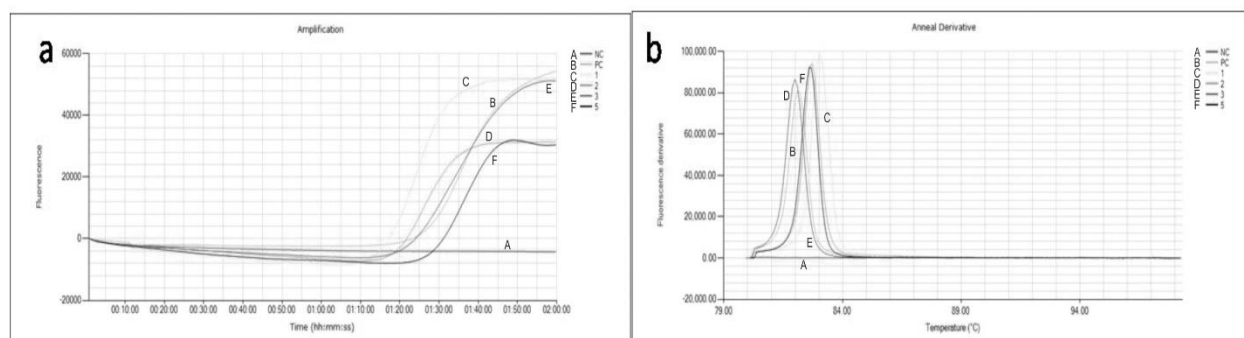 a
Amplification
Fluorescence
60000
40000
20000
0
-20000
00:10:00 00:20:00 00:30:00 00:40:00 00:50:00 01:00:00 01:10:00 01:20:00 01:30:00 01:40:00 01:50:00 02:00:00
Time (hh:mm:ss)
C
B
E
D
F
A
A NC
B PC
C 1
D 2
E 3
F 5
b
Anneal Derivative
Fluorescence derivative
100,000.00
80,000.00
60,000.00
40,000.00
20,000.00
0.00
-20,000.00
79.00 84.00 89.00 94.00
Temperature (°C)
D
F
C
B
E
A
A NC
B PC
C 1
D 2
E 3
F 5